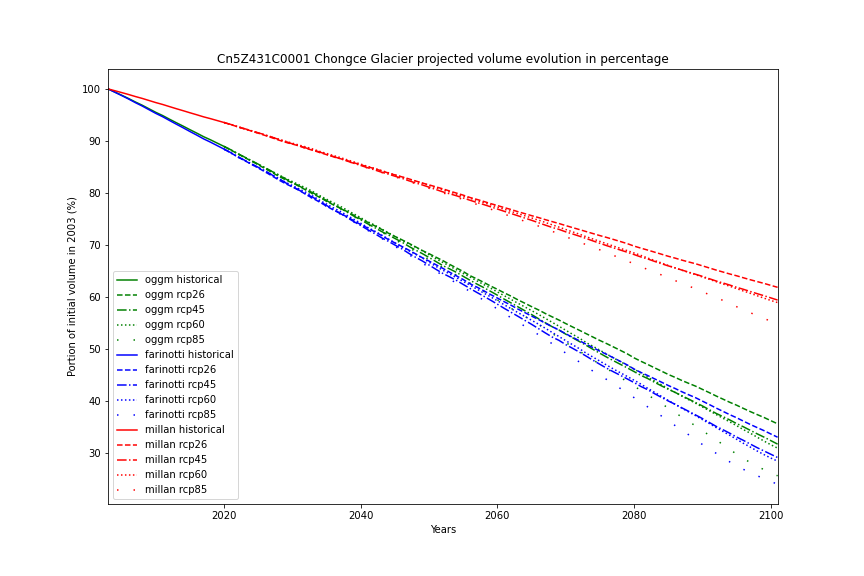 Cn5Z431C0001 Chongce Glacier projected volume evolution in percentage
Portion of initial volume in 2003 (%)
100
90
80
70
60
50
40
30
oggm historical
oggm rcp26
oggm rcp45
oggm rcp60
oggm rcp85
farinotti historical
farinotti rcp26
farinotti rcp45
farinotti rcp60
farinotti rcp85
millan historical
millan rcp26
millan rcp45
millan rcp60
millan rcp85
2020 2040 2060 2080 2100
Years